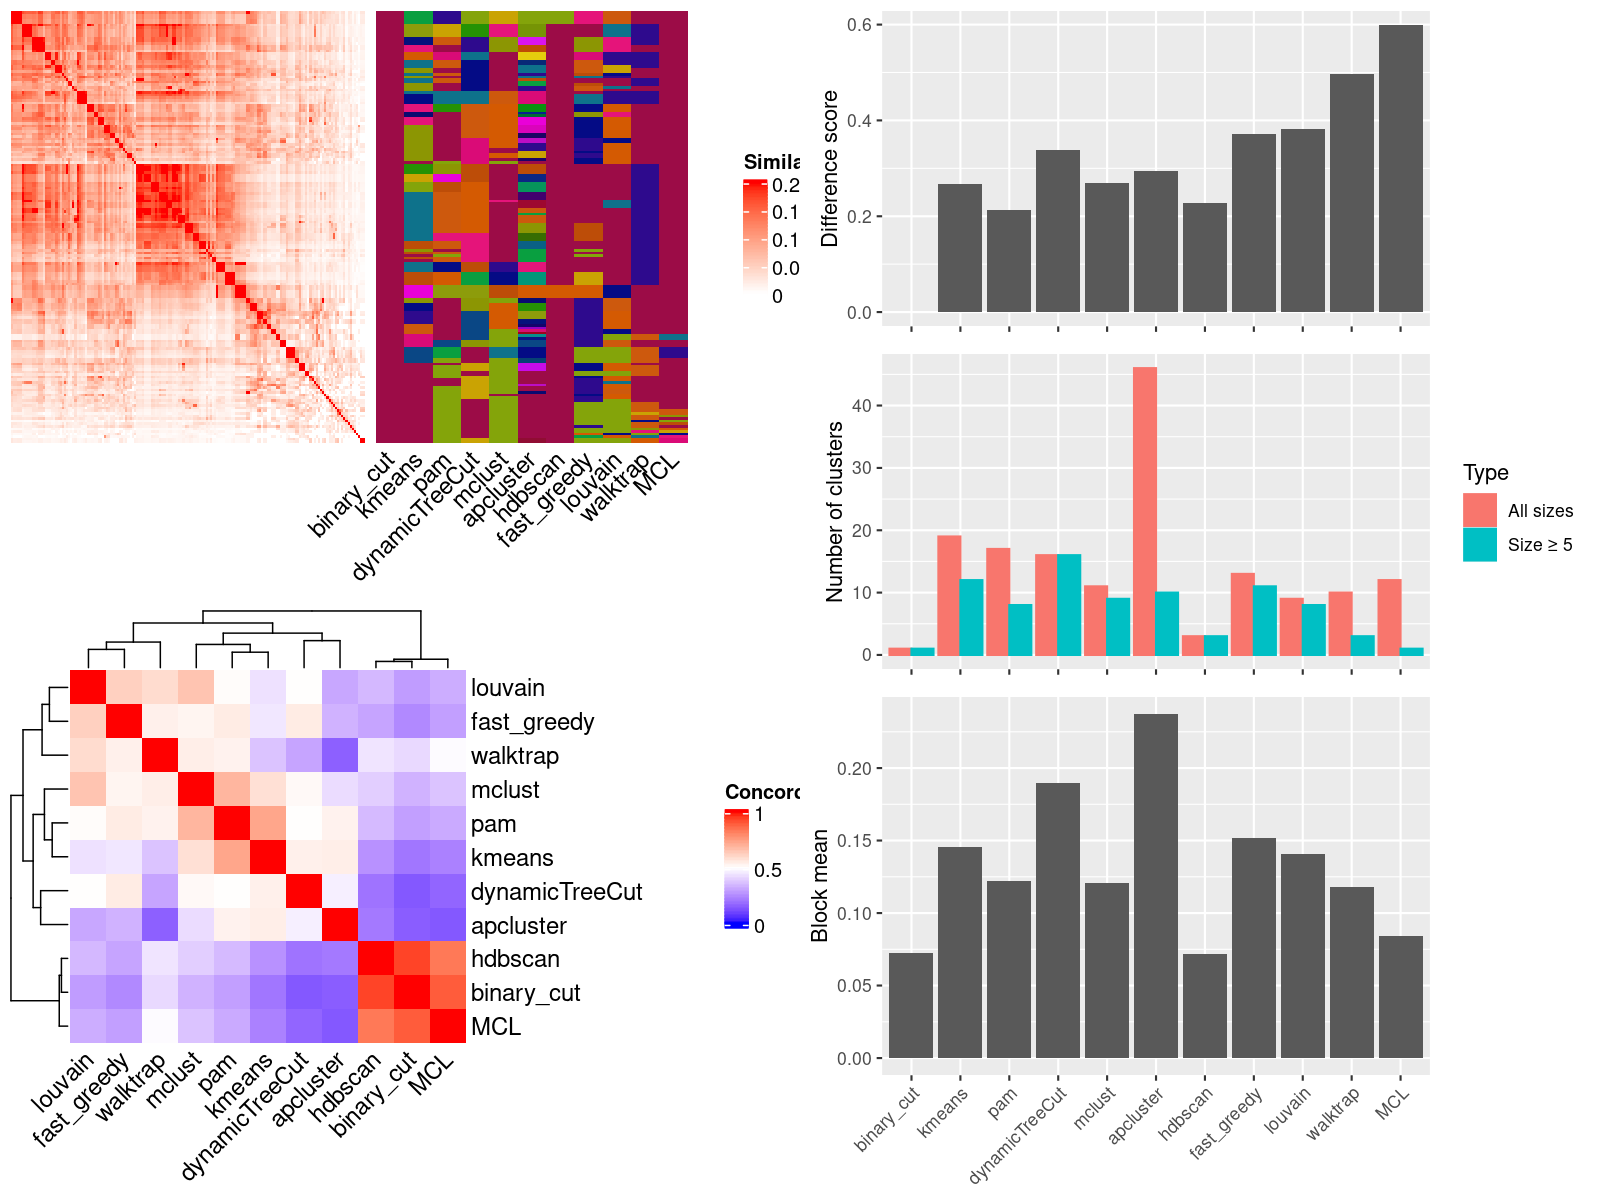 Simila
0.2
0.1
0.1
0.0
0
binary_cut
kmeans
pam
dynamicTreeCut
mclust
apcluster
hdbscan
fast_greedy
louvain
walktrap
MCL
louvain
fast_greedy
walktrap
mclust
pam
kmeans
dynamicTreeCut
apcluster
hdbscan
binary_cut
MCL
louvain
fast_greedy
walktrap
mclust
pam
kmeans
dynamicTreeCut
apcluster
hdbscan
binary_cut
MCL
Concord
1
0.5
0
Difference score
0.6
0.4
0.2
0.0
Number of clusters
40
30
20
10
0
Type
All sizes
Size ≥ 5
Block mean
0.20
0.15
0.10
0.05
0.00
binary_cut
kmeans
pam
dynamicTreeCut
mclust
apcluster
hdbscan
fast_greedy
louvain
walktrap
MCL